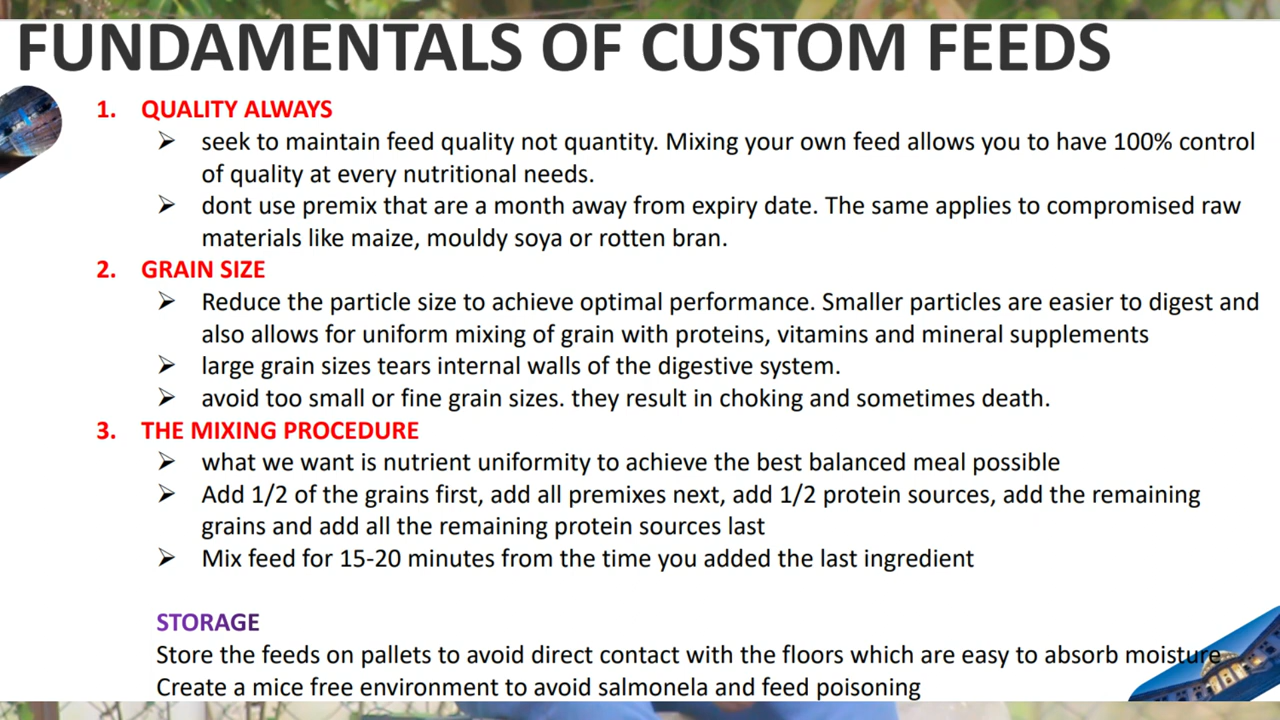 FUNDAMENTALS OF CUSTOM FEEDS
1. QUALITY ALWAYS
➢ seek to maintain feed quality not quantity. Mixing your own feed allows you to have 100% control
of quality at every nutritional needs.
➢ dont use premix that are a month away from expiry date. The same applies to compromised raw
materials like maize, mouldy soya or rotten bran.
2. GRAIN SIZE
➢ Reduce the particle size to achieve optimal performance. Smaller particles are easier to digest and
also allows for uniform mixing of grain with proteins, vitamins and mineral supplements
➢ large grain sizes tears internal walls of the digestive system.
➢ avoid too small or fine grain sizes. they result in choking and sometimes death.
3. THE MIXING PROCEDURE
➢ what we want is nutrient uniformity to achieve the best balanced meal possible
➢ Add 1/2 of the grains first, add all premixes next, add 1/2 protein sources, add the remaining
grains and add all the remaining protein sources last
➢ Mix feed for 15-20 minutes from the time you added the last ingredient
STORAGE
Store the feeds on pallets to avoid direct contact with the floors which are easy to absorb moisture
Create a mice free environment to avoid salmonela and feed poisoning